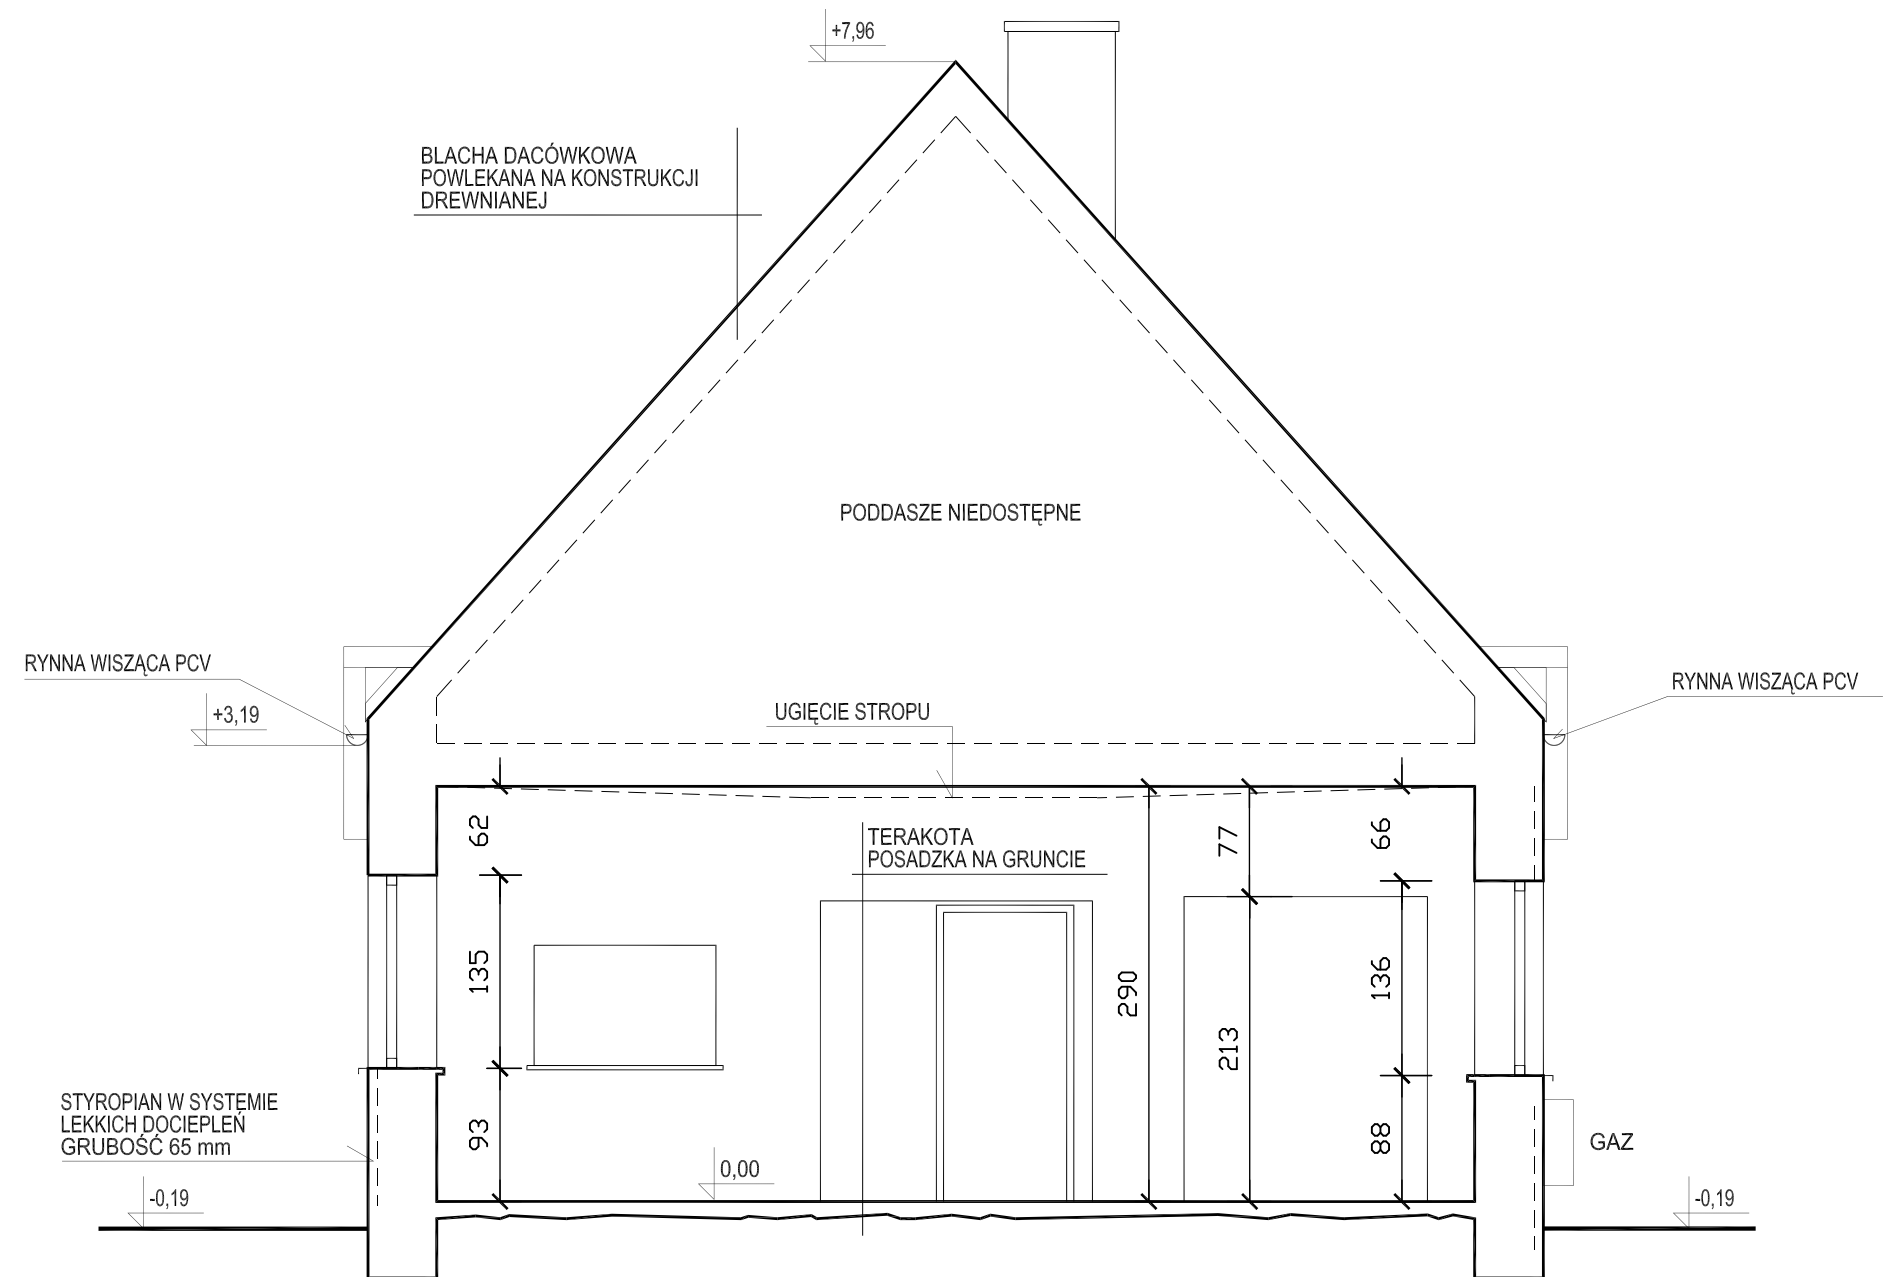 +7,96
BLACHA DACÓWKOWA
POWLEKANA NA KONSTRUKCJI
DREWNIANEJ
PODDASZE NIEDOSTĘPNE
RYNNA WISZĄCA PCV
RYNNA WISZĄCA PCV
+3,19
UGIĘCIE STROPU
62
TERAKOTA
POSADZKA NA GRUNCIE
77
66
135
290
136
213
STYROPIAN W SYSTEMIE
LEKKICH DOCIEPLEŃ
GRUBOŚĆ 65 mm
93
88
GAZ
0,00
-0,19
-0,19